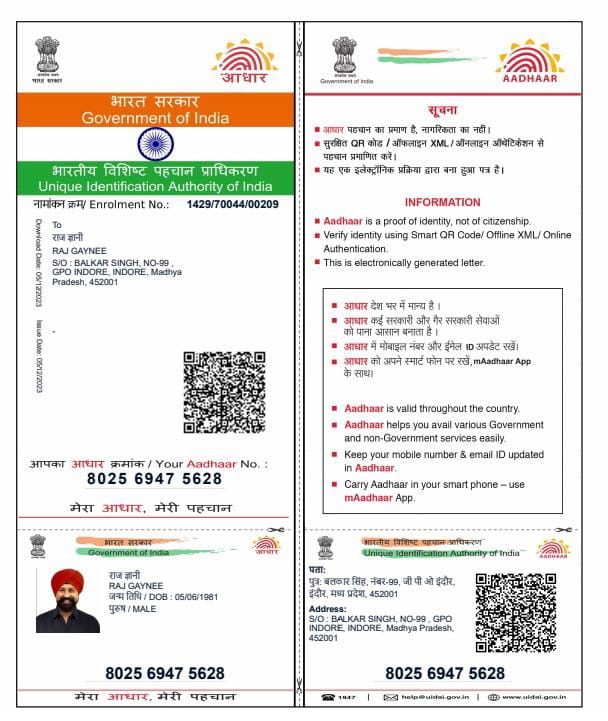 भारत सरकार
आधार
भारत सरकार
Government of India
भारतीय विशिष्ट पहचान प्राधिकरण
Unique Identification Authority of India
नामांकन क्रम/ Enrolment No.: 1429/70044/00209
Download Date: 05/12/2023
Issue Date: 05/12/2023
To
राज ज्ञानी
RAJ GAYNEE
S/O : BALKAR SINGH, NO-99 ,
GPO INDORE, INDORE, Madhya
Pradesh, 452001
आपका आधार क्रमांक / Your Aadhaar No. :
8025 6947 5628
मेरा आधार, मेरी पहचान
Government of India
AADHAAR
सूचना
आधार पहचान का प्रमाण है, नागरिकता का नहीं।
सुरक्षित QR कोड / ऑफलाइन XML / ऑनलाइन ऑथेंटिकेशन से
पहचान प्रमाणित करें।
यह एक इलेक्ट्रॉनिक प्रक्रिया द्वारा बना हुआ पत्र है।
INFORMATION
Aadhaar is a proof of identity, not of citizenship.
Verify identity using Smart QR Code/ Offline XML/ Online
Authentication.
This is electronically generated letter.
आधार देश भर में मान्य है ।
आधार कई सरकारी और गैर सरकारी सेवाओं
को पाना आसान बनाता है ।
आधार में मोबाइल नंबर और ईमेल ID अपडेट रखें।
आधार को अपने स्मार्ट फोन पर रखें, mAadhaar App
के साथ।
Aadhaar is valid throughout the country.
Aadhaar helps you avail various Government
and non-Government services easily.
Keep your mobile number & email ID updated
in Aadhaar.
Carry Aadhaar in your smart phone – use
mAadhaar App.
भारत सरकार
Government of India
आधार
राज ज्ञानी
RAJ GAYNEE
जन्म तिथि / DOB : 05/06/1981
पुरुष / MALE
8025 6947 5628
मेरा आधार, मेरी पहचान
भारतीय विशिष्ट पहचान प्राधिकरण
Unique Identification Authority of India
AADHAAR
पता:
पुत्र: बलकार सिंह, नंबर-99, जी पी ओ इंदौर,
इंदौर, मध्य प्रदेश, 452001
Address:
S/O : BALKAR SINGH, NO-99 , GPO
INDORE, INDORE, Madhya Pradesh,
452001
8025 6947 5628
1947 | help@uidai.gov.in | www.uidai.gov.in